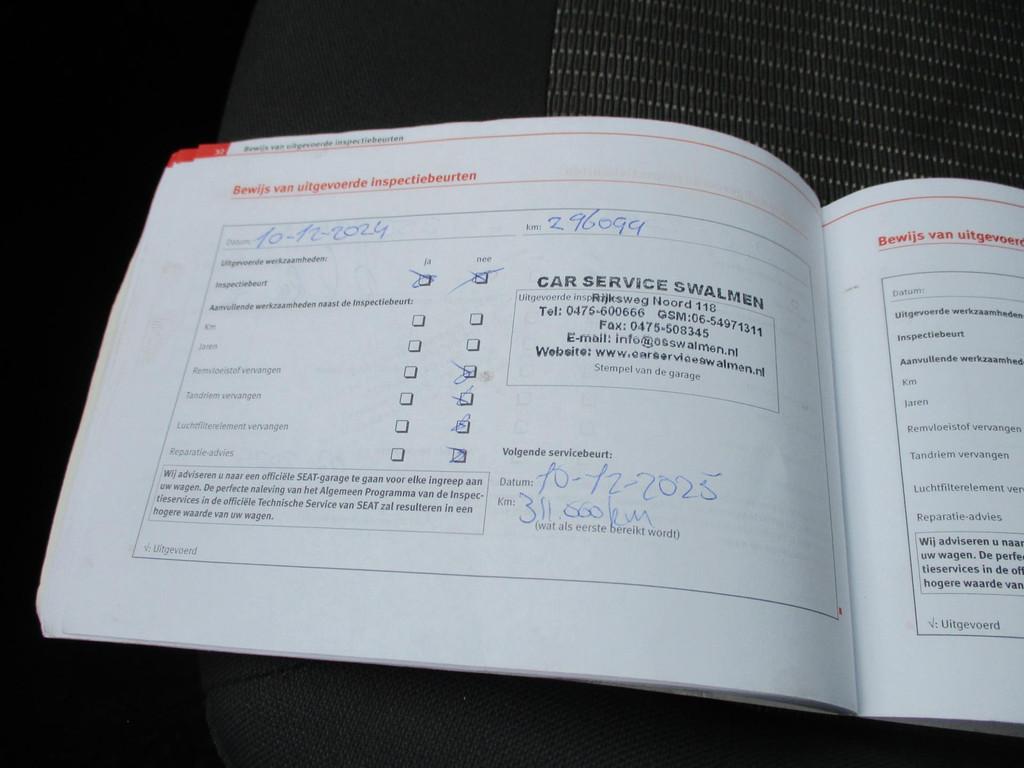 32 Bewijs van uitgevoerde inspectiebeurten
Bewijs van uitgevoerde inspectiebeurten
Datum: 10-12-2024 km: 296099
Uitgevoerde werkzaamheden: ja nee
Inspectiebeurt
Aanvullende werkzaamheden naast de Inspectiebeurt:
Km
Jaren
Remvloeistof vervangen
Tandriem vervangen
Luchtfilterelement vervangen
Reparatie-advies
Wij adviseren u naar een officiële SEAT-garage te gaan voor elke ingreep aan
uw wagen. De perfecte naleving van het Algemeen Programma van de Inspec-
tieservices in de officiële Technische Service van SEAT zal resulteren in een
hogere waarde van uw wagen.
√: Uitgevoerd
CAR SERVICE SWALMEN
Uitgevoerde
Rijksweg Noord 118
Tel: 0475-600666 GSM:06-54971311
Fax: 0475-508345
E-mail: info@csswalmen.nl
Website: www.carserviceswalmen.nl
Stempel van de garage
Volgende servicebeurt:
Datum: 10-12-2025
Km: 311.000 km
(wat als eerste bereikt wordt)
Bewijs van uitgevoerd
Datum:
Uitgevoerde werkzaamheden
Inspectiebeurt
Aanvullende werkzaamheden
Km
Jaren
Remvloeistof vervangen
Tandriem vervangen
Luchtfilterelement ver
Reparatie-advies
Wij adviseren u naar
uw wagen. De perfe
tieservices in de off
hogere waarde van
√: Uitgevoerd